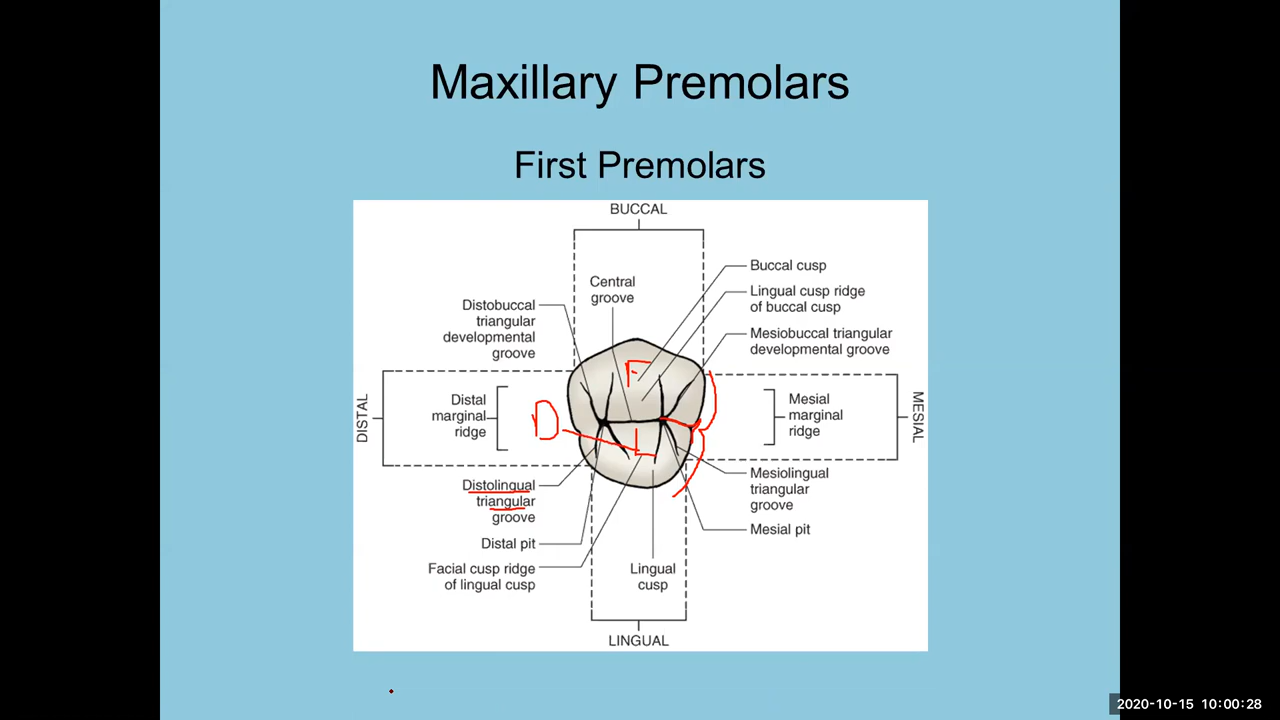 Maxillary Premolars
First Premolars
BUCCAL
Central
groove
Buccal cusp
Lingual cusp ridge
of buccal cusp
Distobuccal
triangular
developmental
groove
Mesiobuccal triangular
developmental groove
F
DISTAL
Distal
marginal
ridge
D
L
Mesial
marginal
ridge
MESIAL
Distolingual
triangular
groove
Mesiolingual
triangular
groove
Distal pit
Mesial pit
Facial cusp ridge
of lingual cusp
Lingual
cusp
LINGUAL
2020-10-15 10:00:28